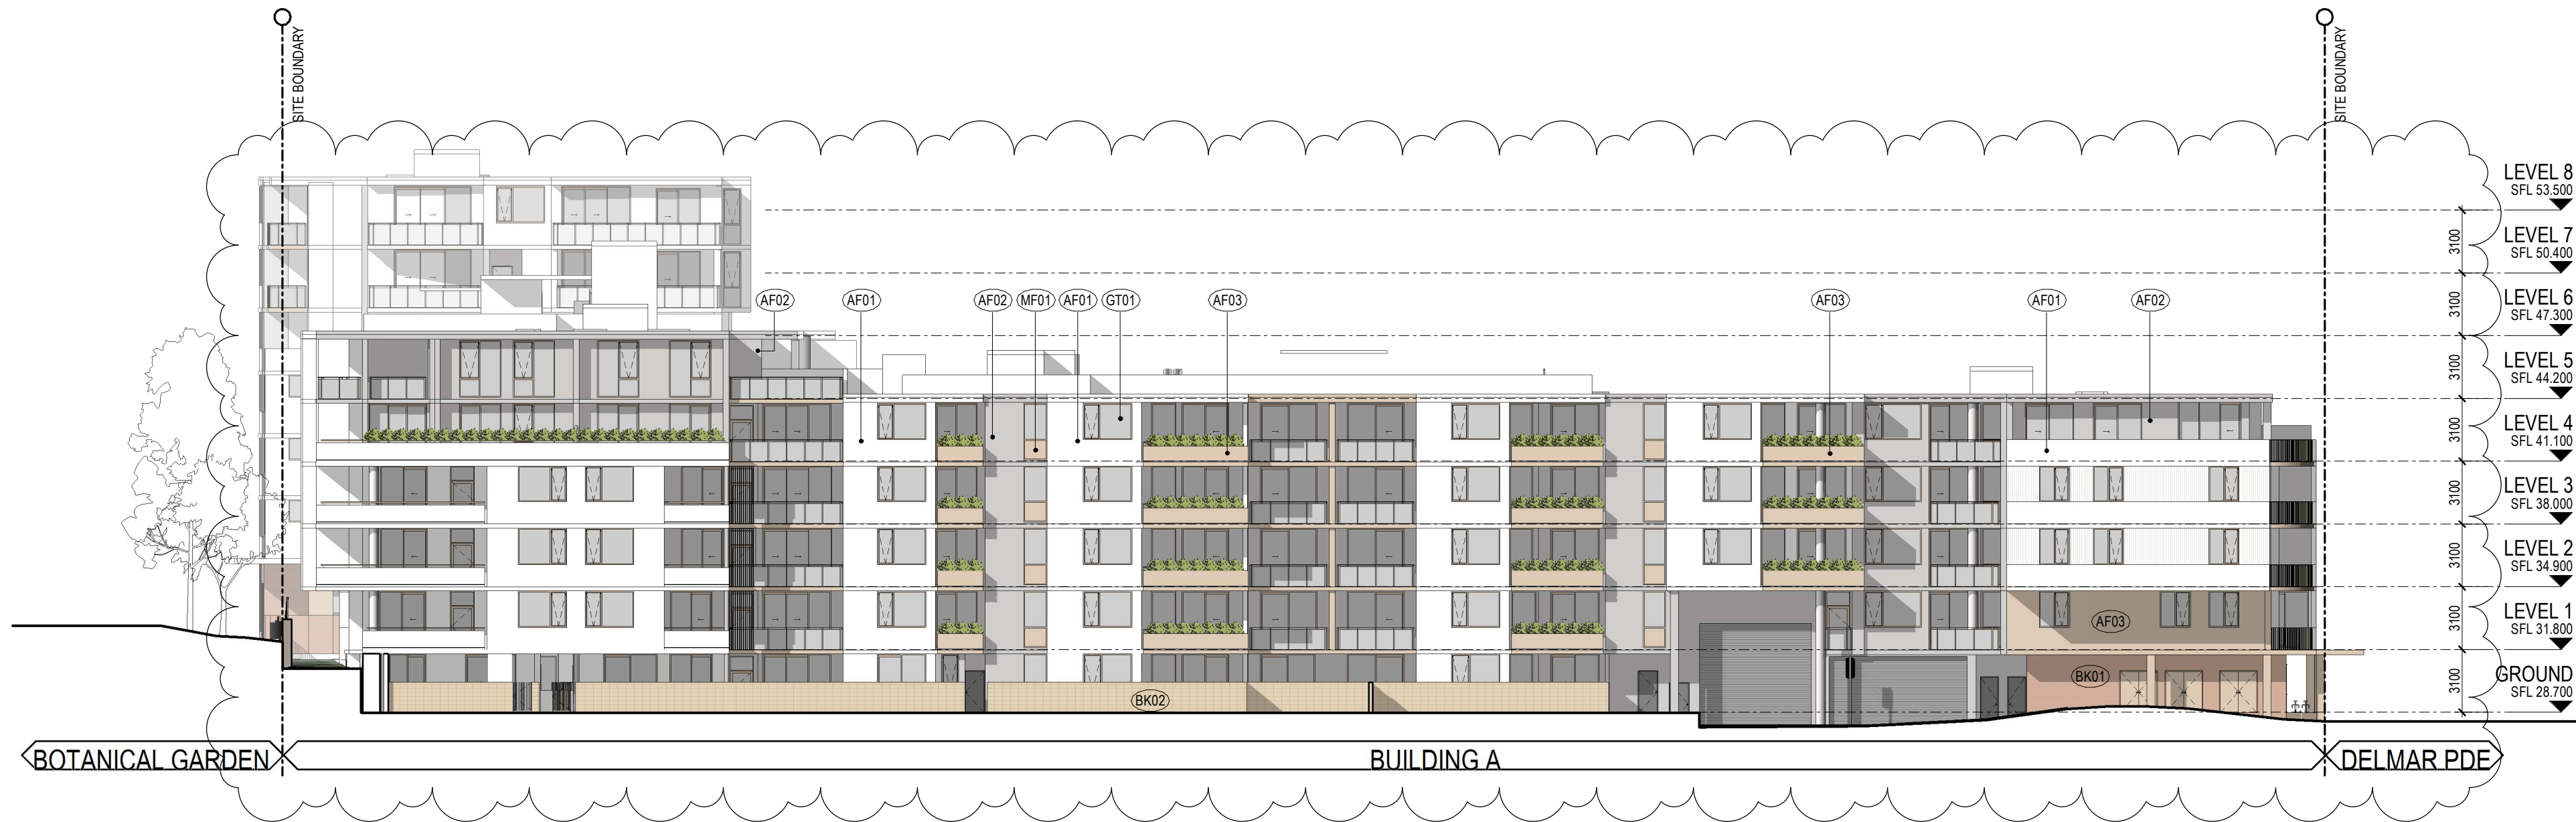 SITE BOUNDARY
SITE BOUNDARY
LEVEL 8
SFL 53.500
3100
LEVEL 7
SFL 50.400
3100
LEVEL 6
SFL 47.300
AF02
AF01
AF02
MF01
AF01
GT01
AF03
AF03
AF01
AF02
3100
LEVEL 5
SFL 44.200
3100
LEVEL 4
SFL 41.100
3100
LEVEL 3
SFL 38.000
3100
LEVEL 2
SFL 34.900
3100
LEVEL 1
SFL 31.800
AF03
3100
GROUND
SFL 28.700
BK01
BK02
BOTANICAL GARDEN
BUILDING A
DELMAR PDE